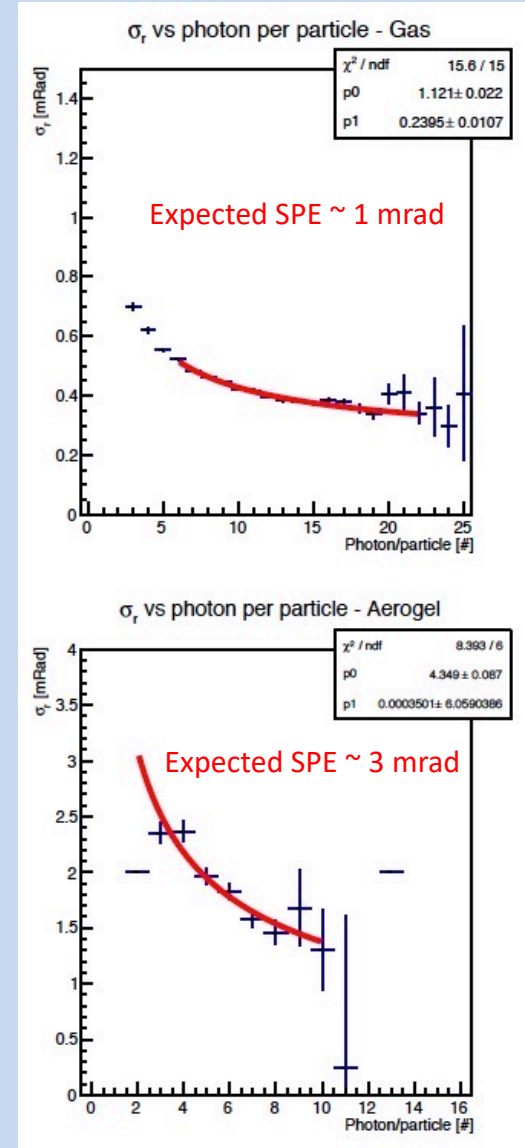 σr vs photon per particle - Gas
χ² / ndf 15.6 / 15
p0 1.121± 0.022
p1 0.2395± 0.0107
σr [mRad]
1.4
1.2
1
0.8
0.6
0.4
0.2
0
Expected SPE ~ 1 mrad
0 5 10 15 20 25
Photon/particle [#]
σr vs photon per particle - Aerogel
χ² / ndf 8.393 / 6
p0 4.349 ± 0.087
p1 0.0003501± 6.0590386
σr [mRad]
4
3.5
3
2.5
2
1.5
1
0.5
0
Expected SPE ~ 3 mrad
0 2 4 6 8 10 12 14 16
Photon/particle [#]